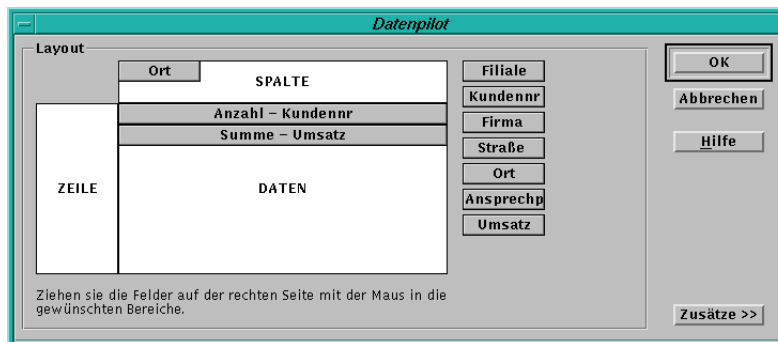 Datenpilot
Layout
Ort
SPALTE
Anzahl – Kundennr
Summe – Umsatz
ZEILE
DATEN
Filiale
Kundennr
Firma
Straße
Ort
Ansprechp
Umsatz
Ziehen sie die Felder auf der rechten Seite mit der Maus in die
gewünschten Bereiche.
OK
Abbrechen
Hilfe
Zusätze >>